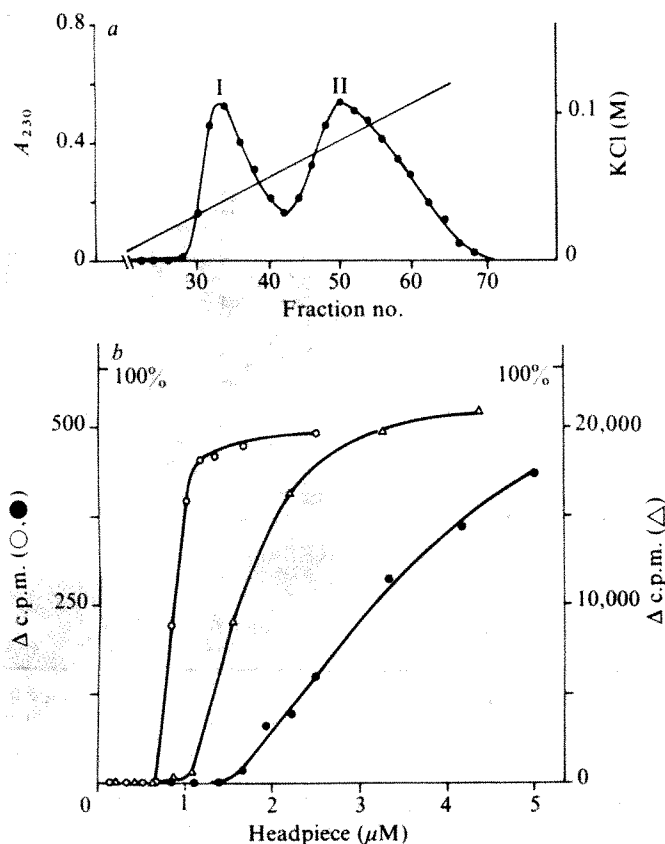 0.8
a
I
II
0.1
A230
0.4
KCl (M)
0
0
30 40 50 60 70
Fraction no.
b
100%
100%
500
20,000
Δ c.p.m. (○,●)
250
10,000
Δ c.p.m. (△)
0
0 1 2 3 4 5
Headpiece (μM)